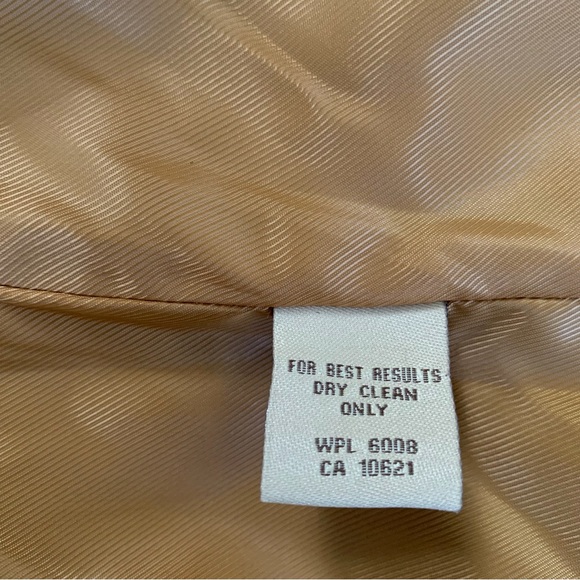 FOR BEST RESULTS
DRY CLEAN
ONLY
WPL 6008
CA 10621